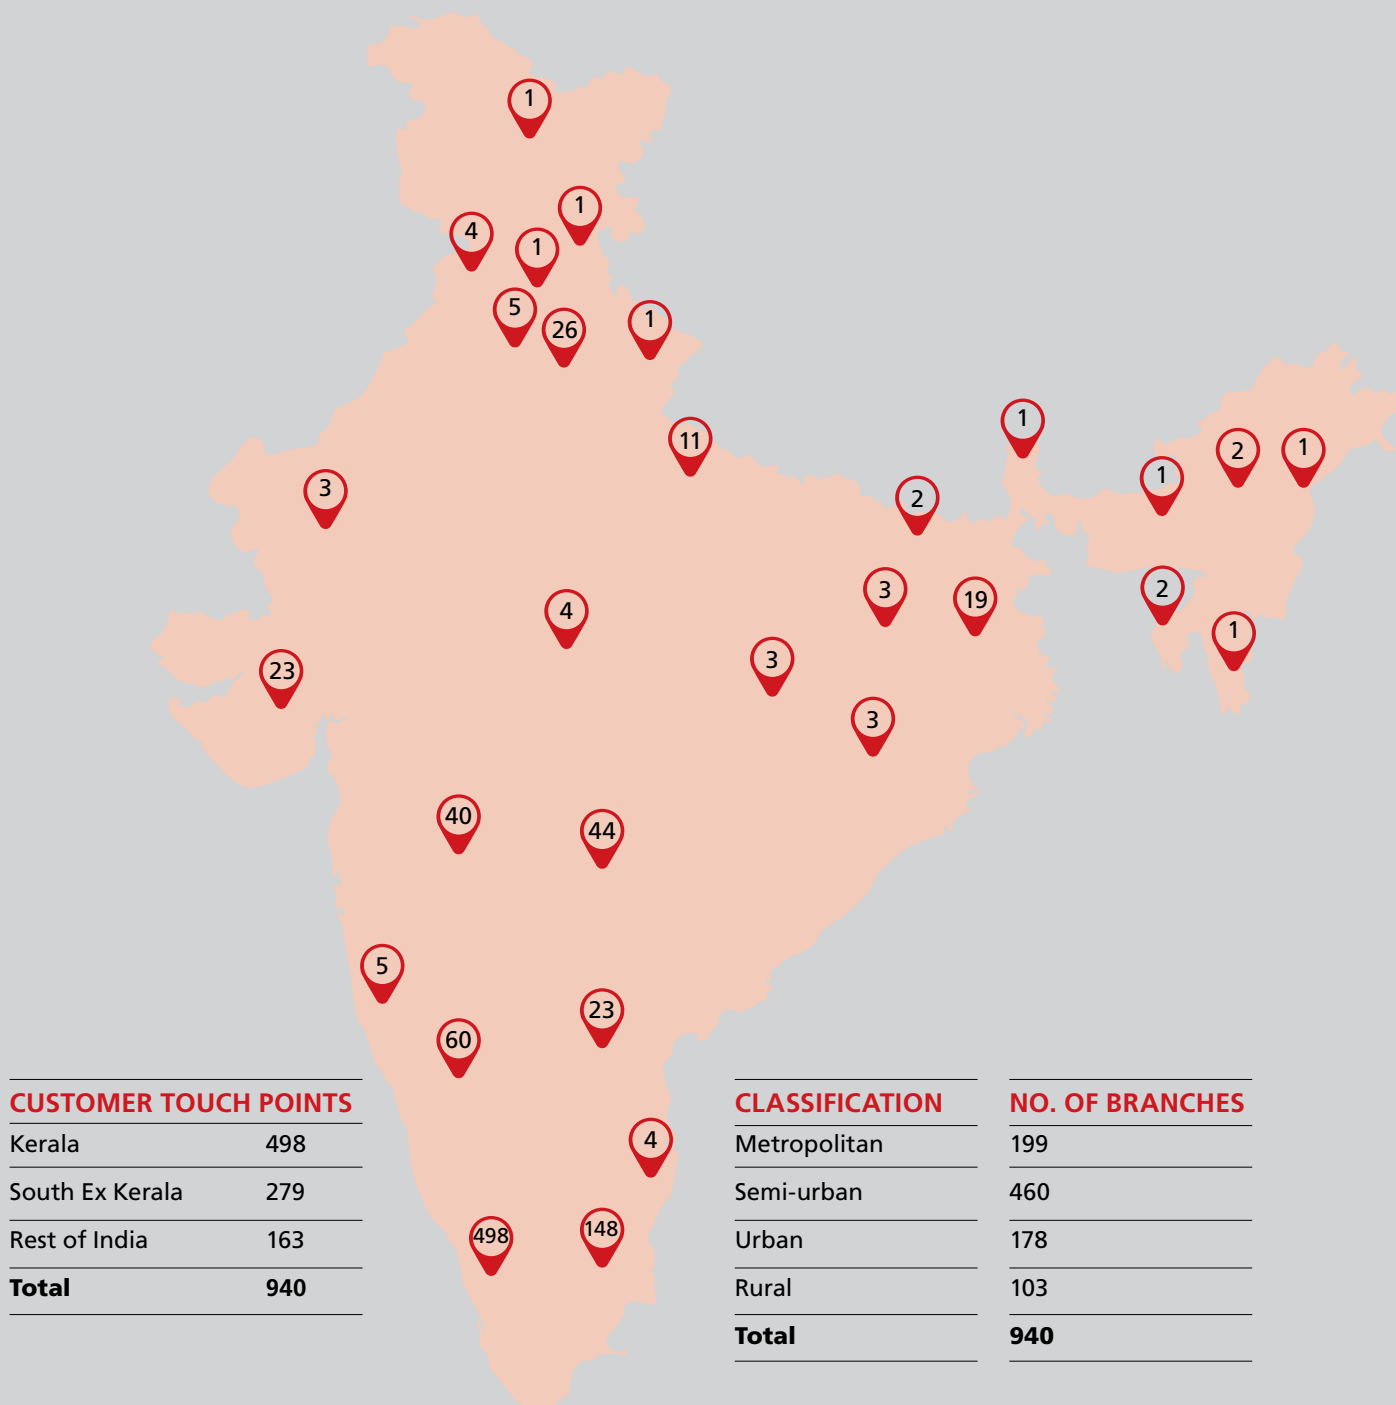 1
1
4
1
5
26
1
1
11
2
1
1
3
2
3
19
2
4
1
3
23
3
40
44
5
23
60
4
498
148
CUSTOMER TOUCH POINTS
Kerala 498
South Ex Kerala 279
Rest of India 163
Total 940
CLASSIFICATION NO. OF BRANCHES
Metropolitan 199
Semi-urban 460
Urban 178
Rural 103
Total 940